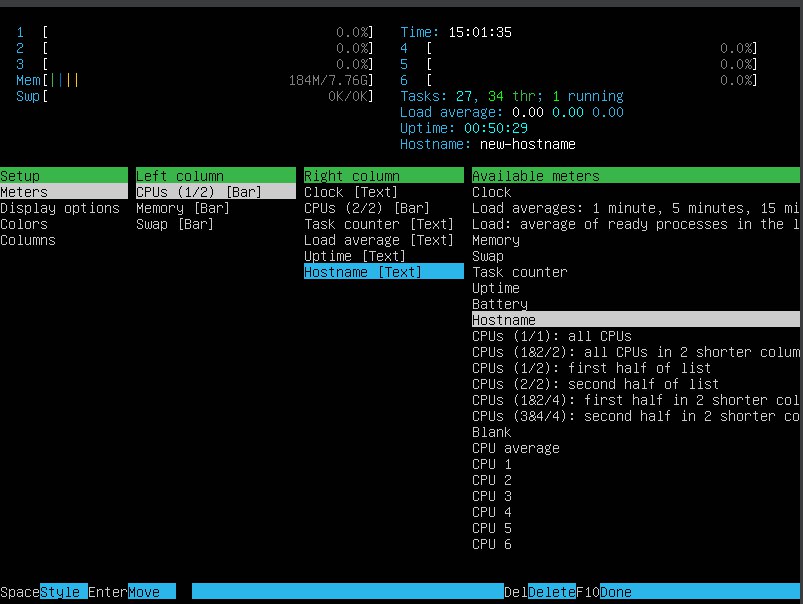 1 [ 0.0%] Time: 15:01:35
2 [ 0.0%] 4 [ 0.0%]
3 [ 0.0%] 5 [ 0.0%]
Mem[|||| 184M/7.76G] 6 [ 0.0%]
Swp[ 0K/0K] Tasks: 27, 34 thr; 1 running
Load average: 0.00 0.00 0.00
Uptime: 00:50:29
Hostname: new-hostname
Setup Left column Right column Available meters
Meters CPUs (1/2) [Bar] Clock [Text] Clock
Display options Memory [Bar] CPUs (2/2) [Bar] Load averages: 1 minute, 5 minutes, 15 mi
Colors Swap [Bar] Task counter [Text] Load: average of ready processes in the l
Columns Load average [Text] Memory
Uptime [Text] Swap
Hostname [Text] Task counter
Uptime
Battery
Hostname
CPUs (1/1): all CPUs
CPUs (1&2/2): all CPUs in 2 shorter colum
CPUs (1/2): first half of list
CPUs (2/2): second half of list
CPUs (1&2/4): first half in 2 shorter col
CPUs (3&4/4): second half in 2 shorter co
Blank
CPU average
CPU 1
CPU 2
CPU 3
CPU 4
CPU 5
CPU 6
SpaceStyle EnterMove DelDeleteF10Done